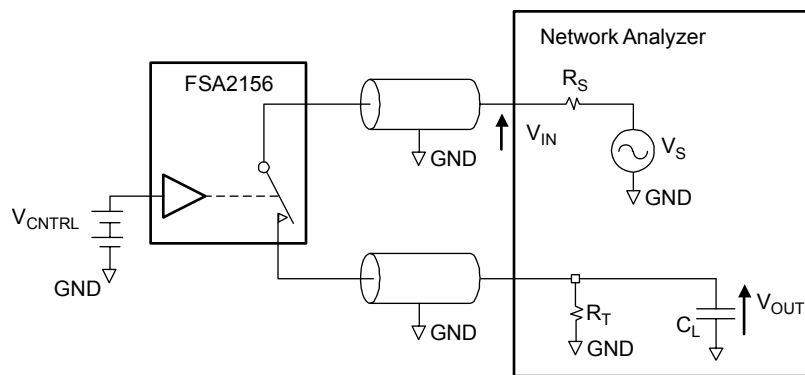 Network Analyzer
FSA2156
R_S
GND
V_IN
V_S
GND
V_CNTRL
GND
GND
R_T
GND
C_L
V_OUT